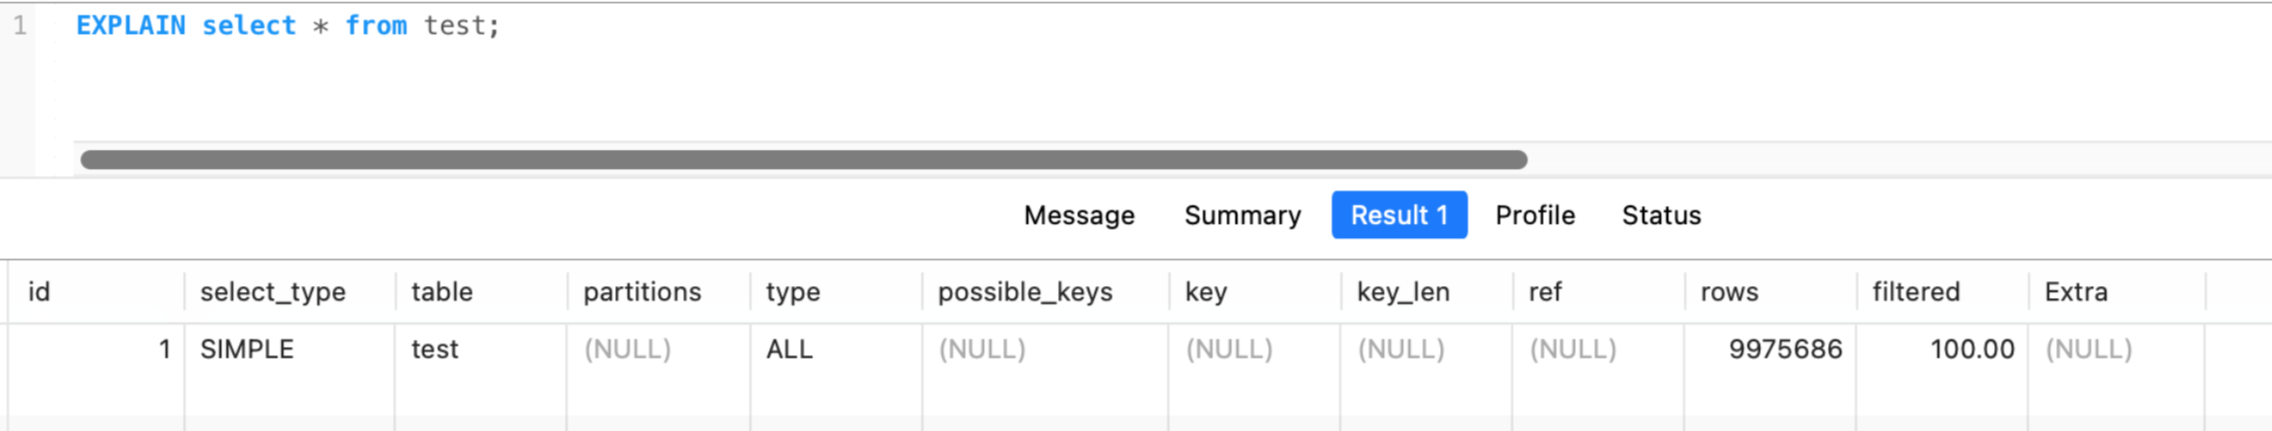 1 EXPLAIN select * from test;
Message Summary Result 1 Profile Status
id select_type table partitions type possible_keys key key_len ref rows filtered Extra
1 SIMPLE test (NULL) ALL (NULL) (NULL) (NULL) (NULL) 9975686 100.00 (NULL)